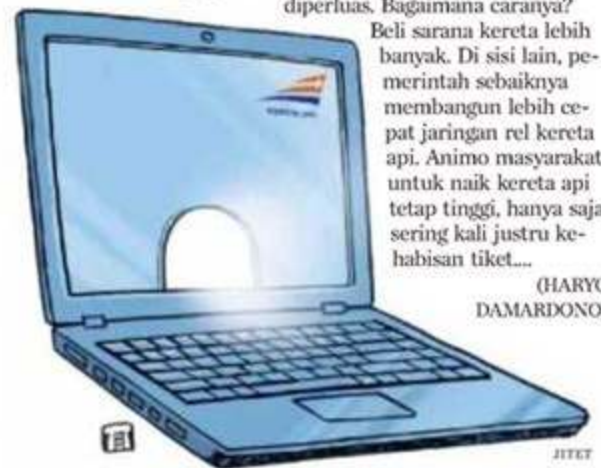 diperluas. Bagaimana caranya?
Beli sarana kereta lebih
banyak. Di sisi lain, pe-
merintah sebaiknya
membangun lebih ce-
pat jaringan rel kereta
api. Animo masyarakat
untuk naik kereta api
tetap tinggi, hanya saja
sering kali justru ke-
habisan tiket....
(HARYO
DAMARDONO
JITET